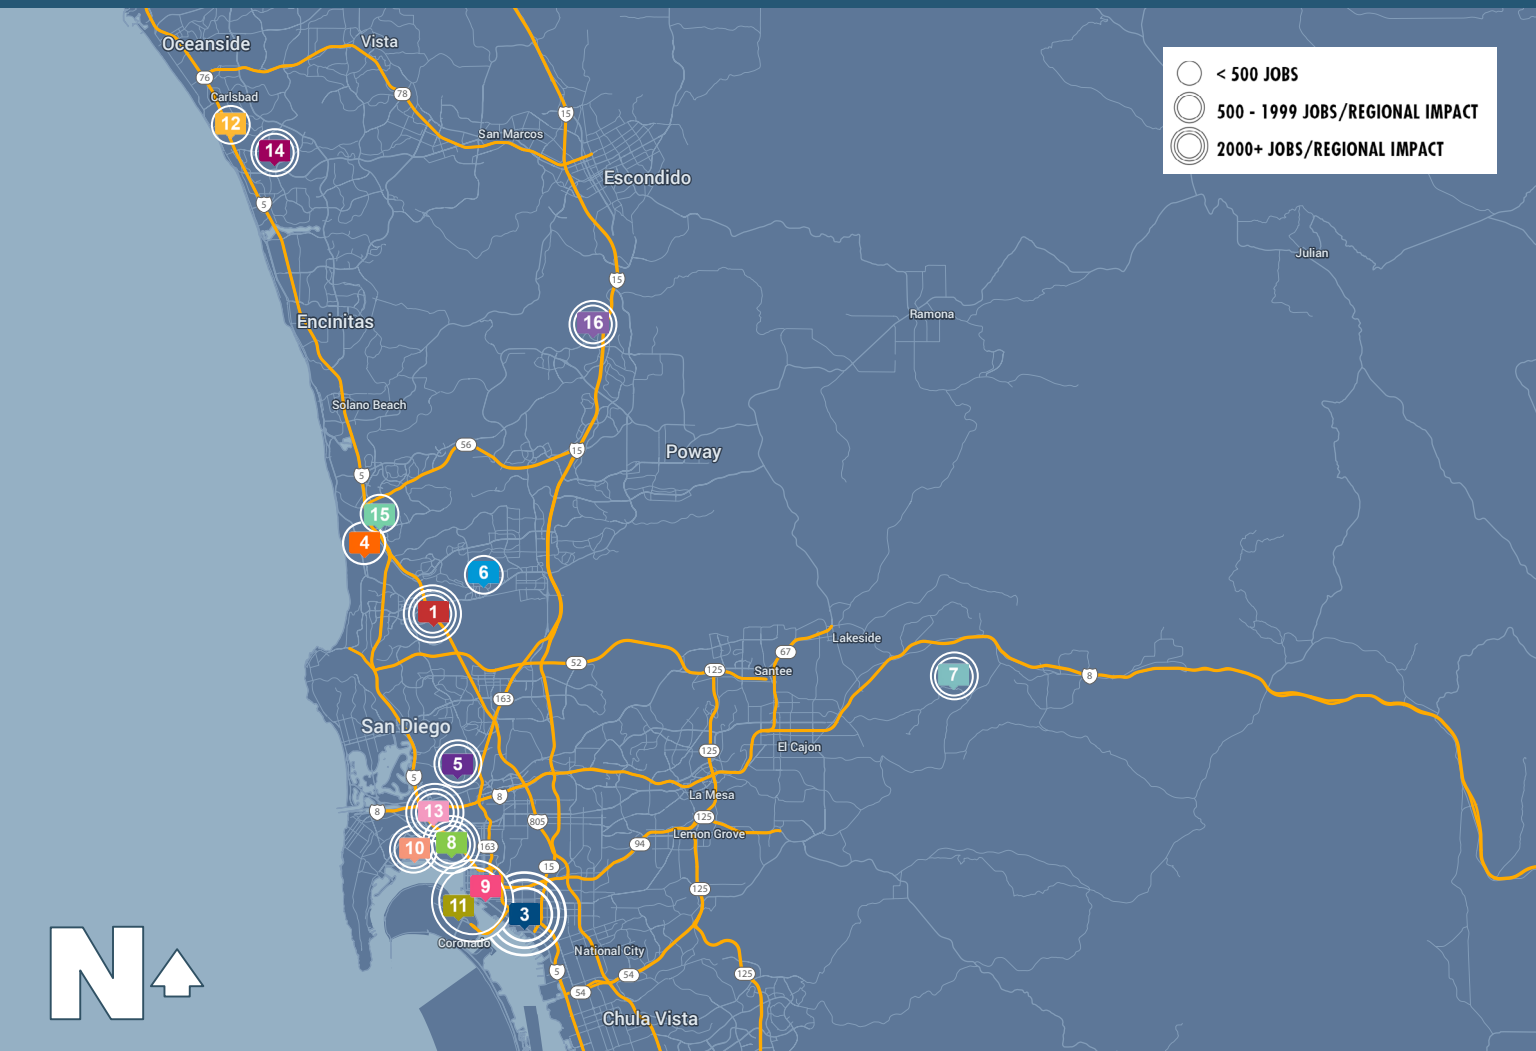 Oceanside
Vista
76
Carlsbad
78
12
14
San Marcos
15
Escondido
5
15
16
Encinitas
Solano Beach
56
15
5
Poway
15
4
6
1
Ramona
Julian
< 500 JOBS
500 - 1999 JOBS/REGIONAL IMPACT
2000+ JOBS/REGIONAL IMPACT
52
163
125
Santee
67
Lakeside
7
8
San Diego
5
5
8
8
13
10
8
163
805
125
El Cajon
La Mesa
125
Lemon Grove
94
15
125
9
11
3
Coronado
National City
5
54
54
125
Chula Vista
N